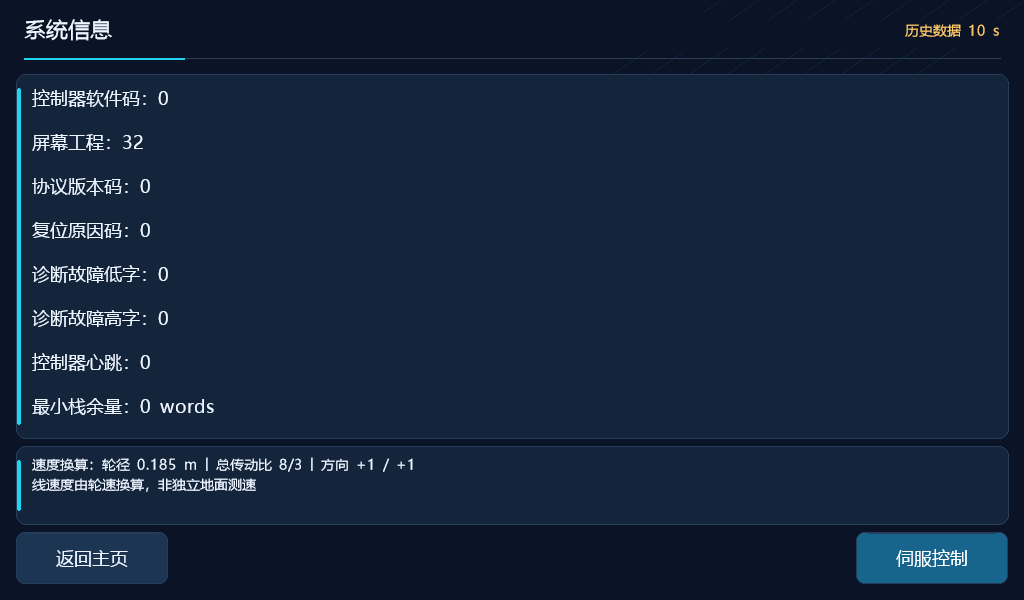 系统信息
历史数据 10 s
控制器软件码：0
屏幕工程：32
协议版本码：0
复位原因码：0
诊断故障低字：0
诊断故障高字：0
控制器心跳：0
最小栈余量：0 words
速度换算：轮径 0.185 m | 总传动比 8/3 | 方向 +1 / +1
线速度由轮速换算，非独立地面测速
返回主页
伺服控制